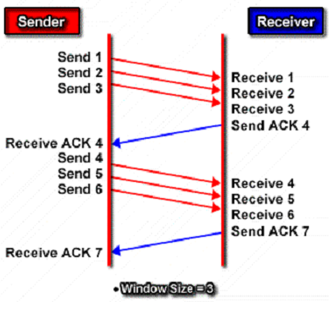 Sender
Receiver
Send 1
Send 2
Send 3
Receive 1
Receive 2
Receive 3
Send ACK 4
Receive ACK 4
Send 4
Send 5
Send 6
Receive 4
Receive 5
Receive 6
Send ACK 7
Receive ACK 7
• Window Size = 3